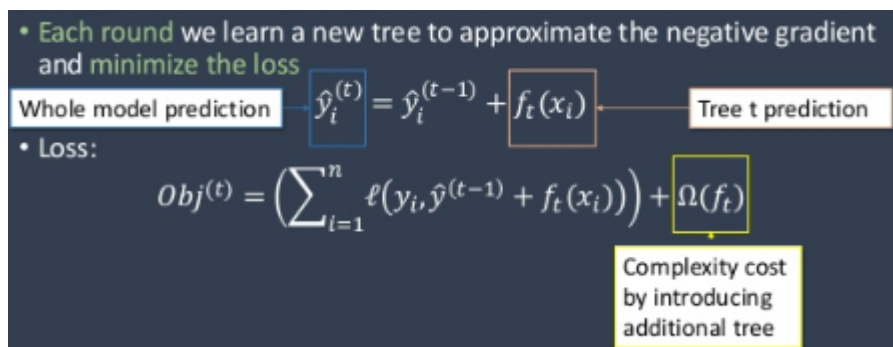 • Each round we learn a new tree to approximate the negative gradient
and minimize the loss
Whole model prediction
ŷᵢ⁽ᵗ⁾ = ŷᵢ⁽ᵗ⁻¹⁾ + fₜ(xᵢ)
Tree t prediction
• Loss:
Obj⁽ᵗ⁾ = (∑ⁿᵢ₌₁ ℓ(yᵢ, ŷ⁽ᵗ⁻¹⁾ + fₜ(xᵢ))) + Ω(fₜ)
Complexity cost
by introducing
additional tree